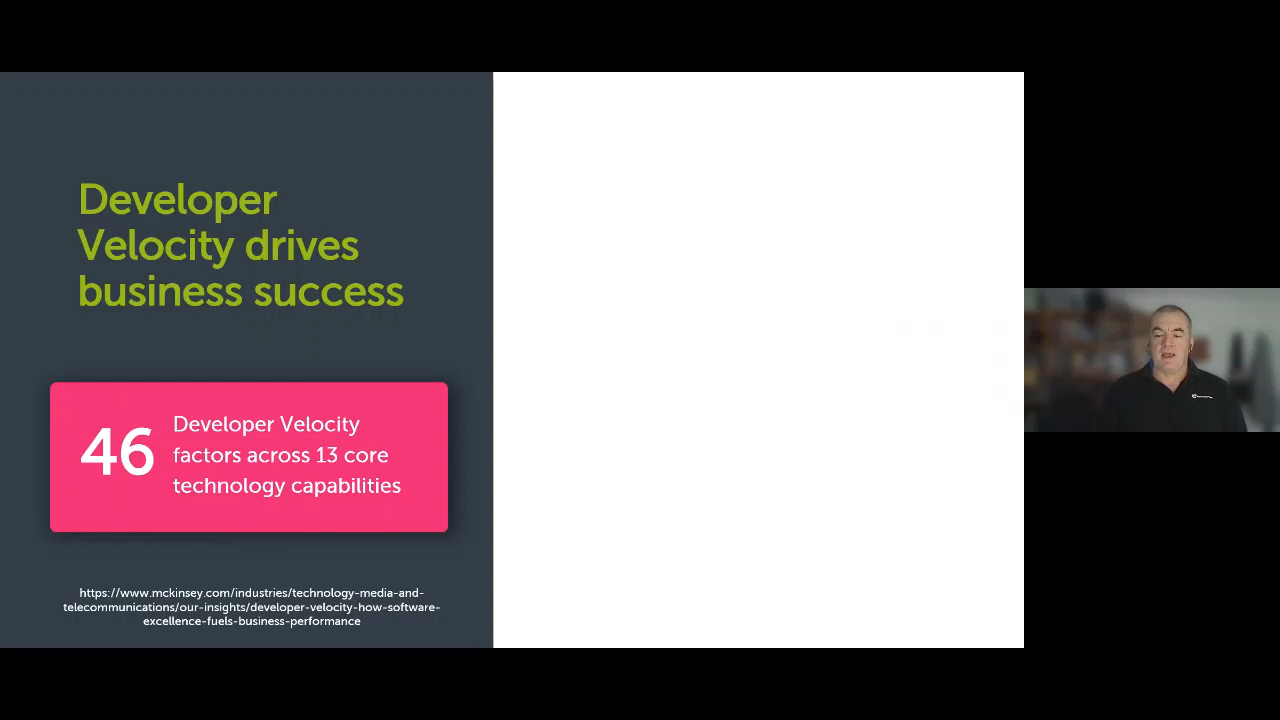 Developer
Velocity drives
business success
46
Developer Velocity
factors across 13 core
technology capabilities
https://www.mckinsey.com/industries/technology-media-and-
telecommunications/our-insights/developer-velocity-how-software-
excellence-fuels-business-performance